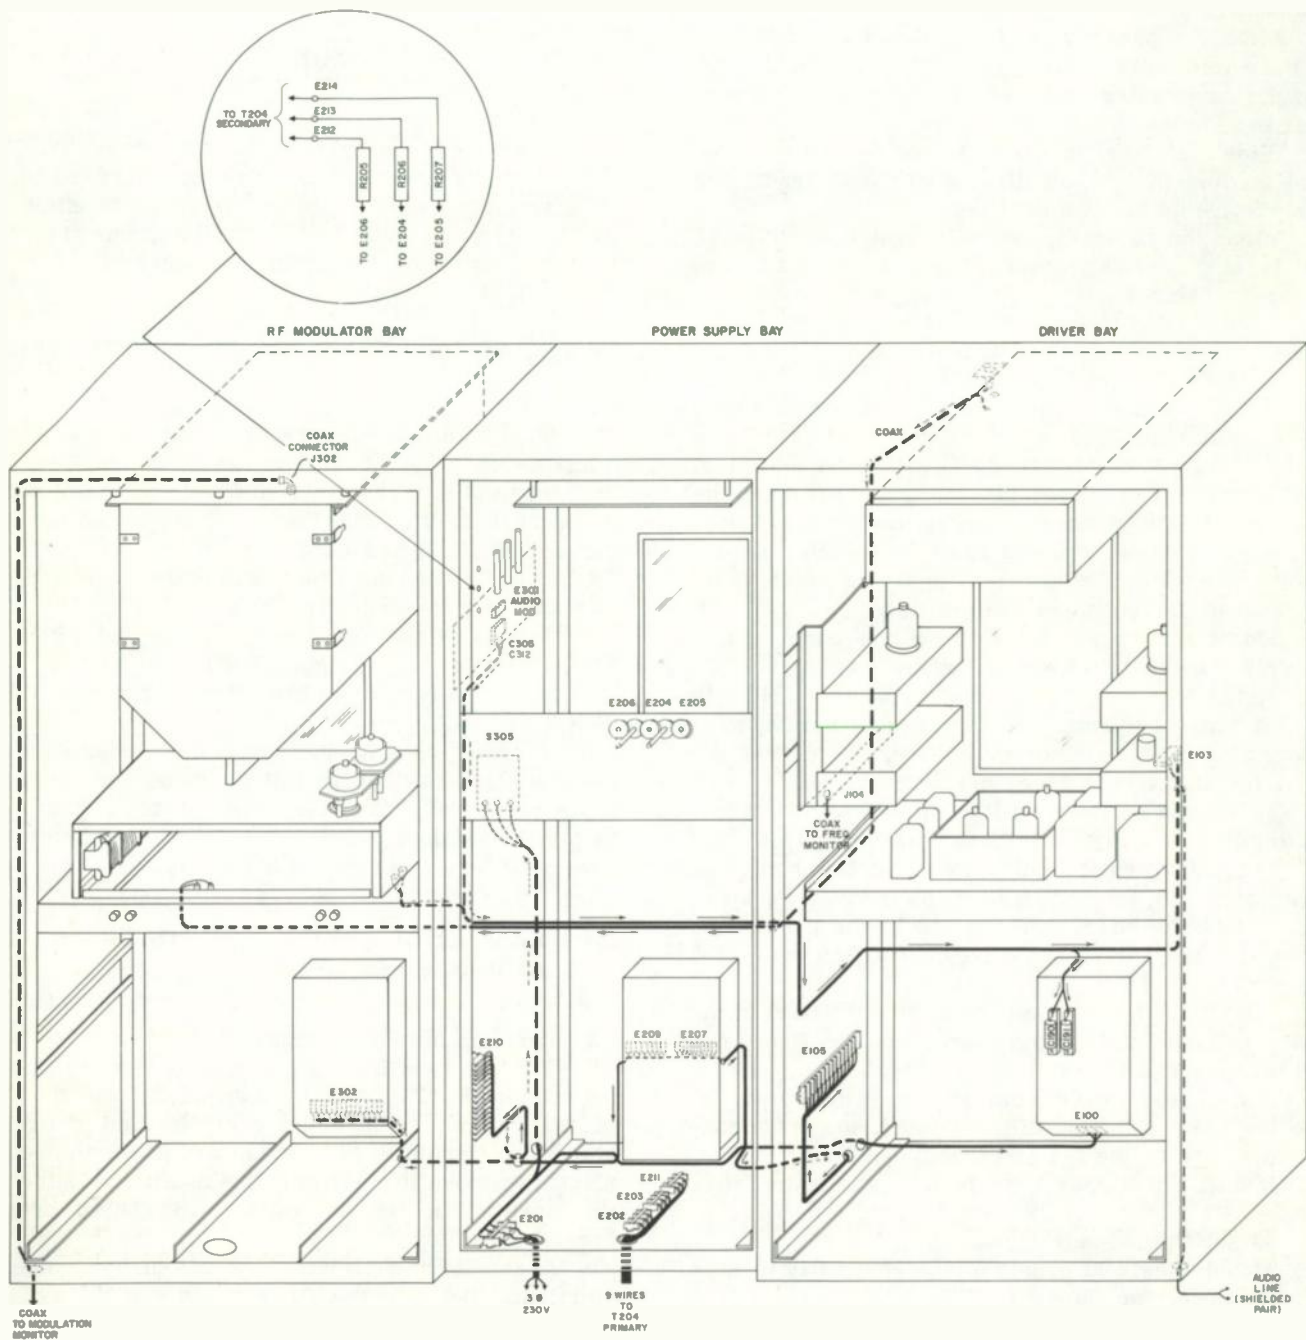 E214
TO T204
SECONDARY
E213
E212
R205
R206
R207
TO E206
TO E204
TO E205
RF MODULATOR BAY
POWER SUPPLY BAY
DRIVER BAY
COAX
CONNECTOR
J302
COAX
AUDIO
MOD
C312
E206 E204 E205
S305
E103
J104
COAX
TO FREQ
MONITOR
E210
E209
E207
E105
E302
E100
E211
E203
E202
E201
3 Ø
230V
9 WIRES
TO
T204
PRIMARY
COAX
TO MODULATION
MONITOR
AUDIO
LINE
(SHIELDED
PAIR)